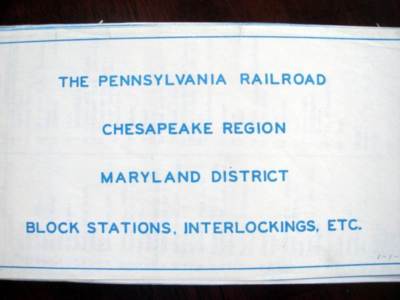 THE PENNSYLVANIA RAILROAD
CHESAPEAKE REGION
MARYLAND DISTRICT
BLOCK STATIONS, INTERLOCKINGS, ETC.